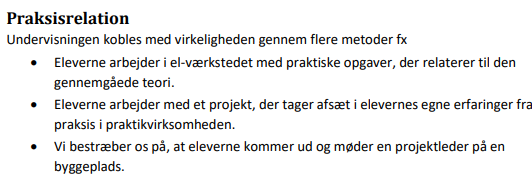 Praksisrelation
Undervisningen kobles med virkeligheden gennem flere metoder fx
• Eleverne arbejder i el-værkstedet med praktiske opgaver, der relaterer til den
gennemgåede teori.
• Eleverne arbejder med et projekt, der tager afsæt i elevernes egne erfaringer fra
praksis i praktikvirksomheden.
• Vi bestræber os på, at eleverne kommer ud og møder en projektleder på en
byggeplads.